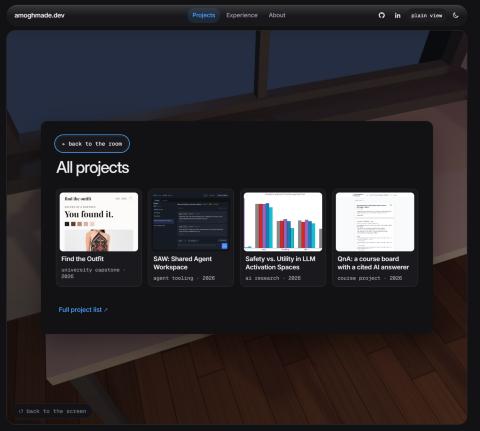 amoghmade.dev
Projects
Experience
About
in
plain view
back to the room
All projects
find the outfit
You found it.
Find the Outfit
university capstone ·
2026
SAW: Shared Agent
Workspace
agent tooling · 2026
Safety vs. Utility in LLM
Activation Spaces
ai research · 2026
QnA: a course board
with a cited AI answerer
course project · 2026
Full project list ↗
back to the screen